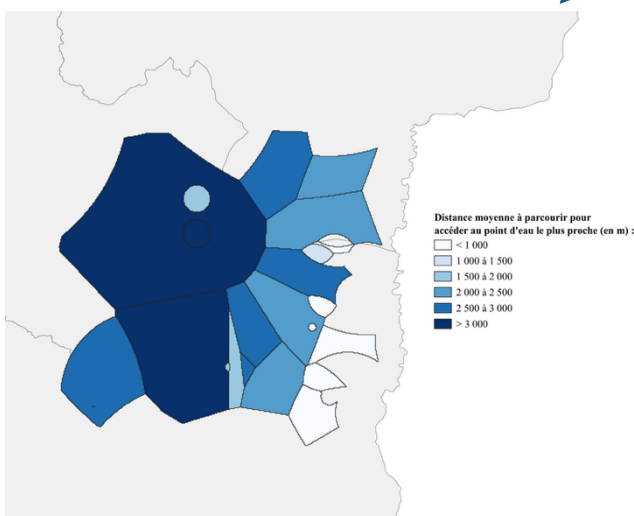 Distance moyenne à parcourir pour
accéder au point d'eau le plus proche (en m) :
< 1 000
1 000 à 1 500
1 500 à 2 000
2 000 à 2 500
2 500 à 3 000
> 3 000